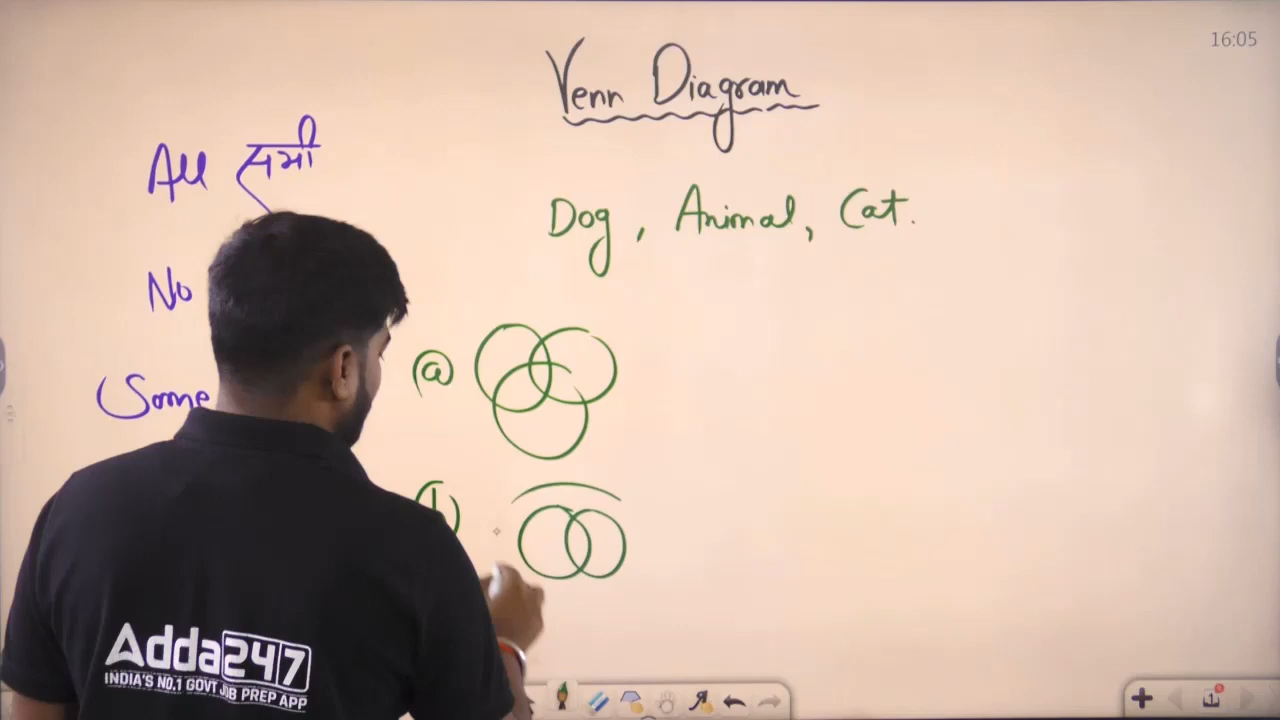 16:05
Venn Diagram
All सभी
Dog, Animal, Cat.
No
(a)
Some
(b)
Adda247
INDIA'S NO.1 GOVT JOB PREP APP
1